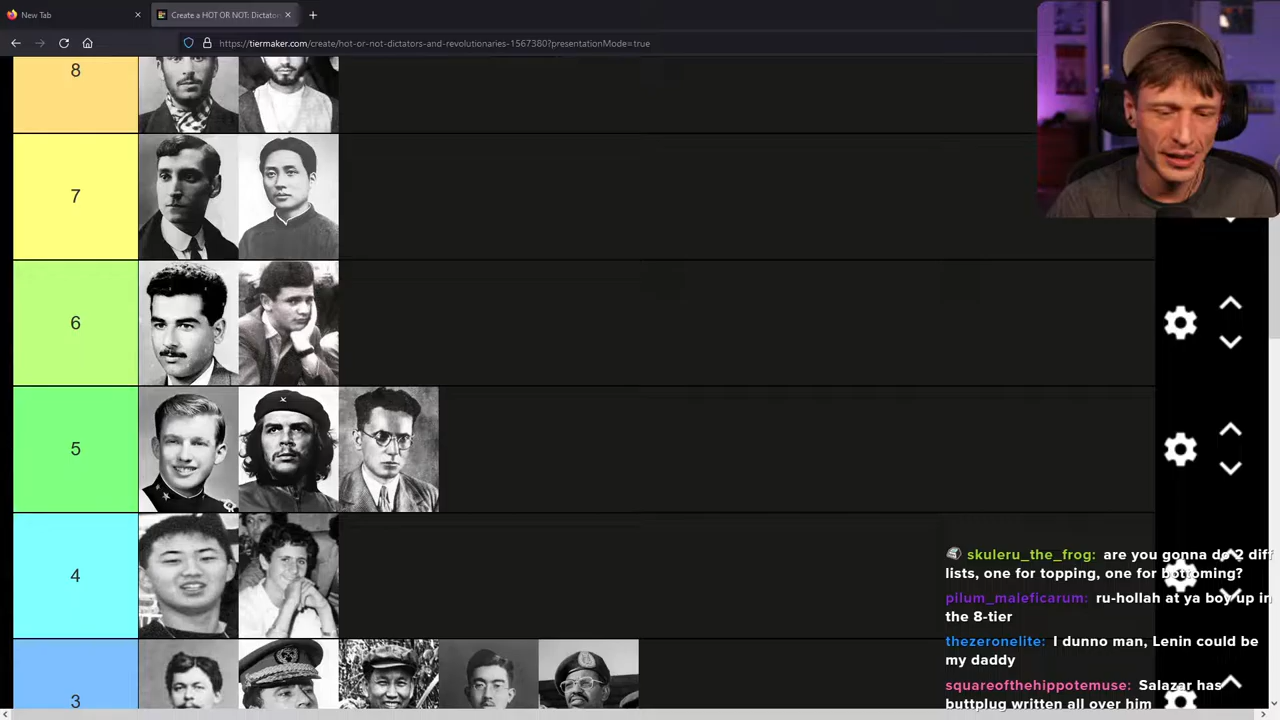 New Tab
Create a HOT OR NOT: Dictator
https://tiermaker.com/create/hot-or-not-dictators-and-revolutionaries-1567380?presentationMode=true
8
7
6
5
4
3
skuleru_the_frog: are you gonna do 2 diff
lists, one for topping, one for bottoming?
pilum_maleficarum: ru-hollah at ya boy up in
the 8-tier
thezeronelite: I dunno man, Lenin could be
my daddy
squareofthehippotemuse: Salazar has
buttplug written all over him